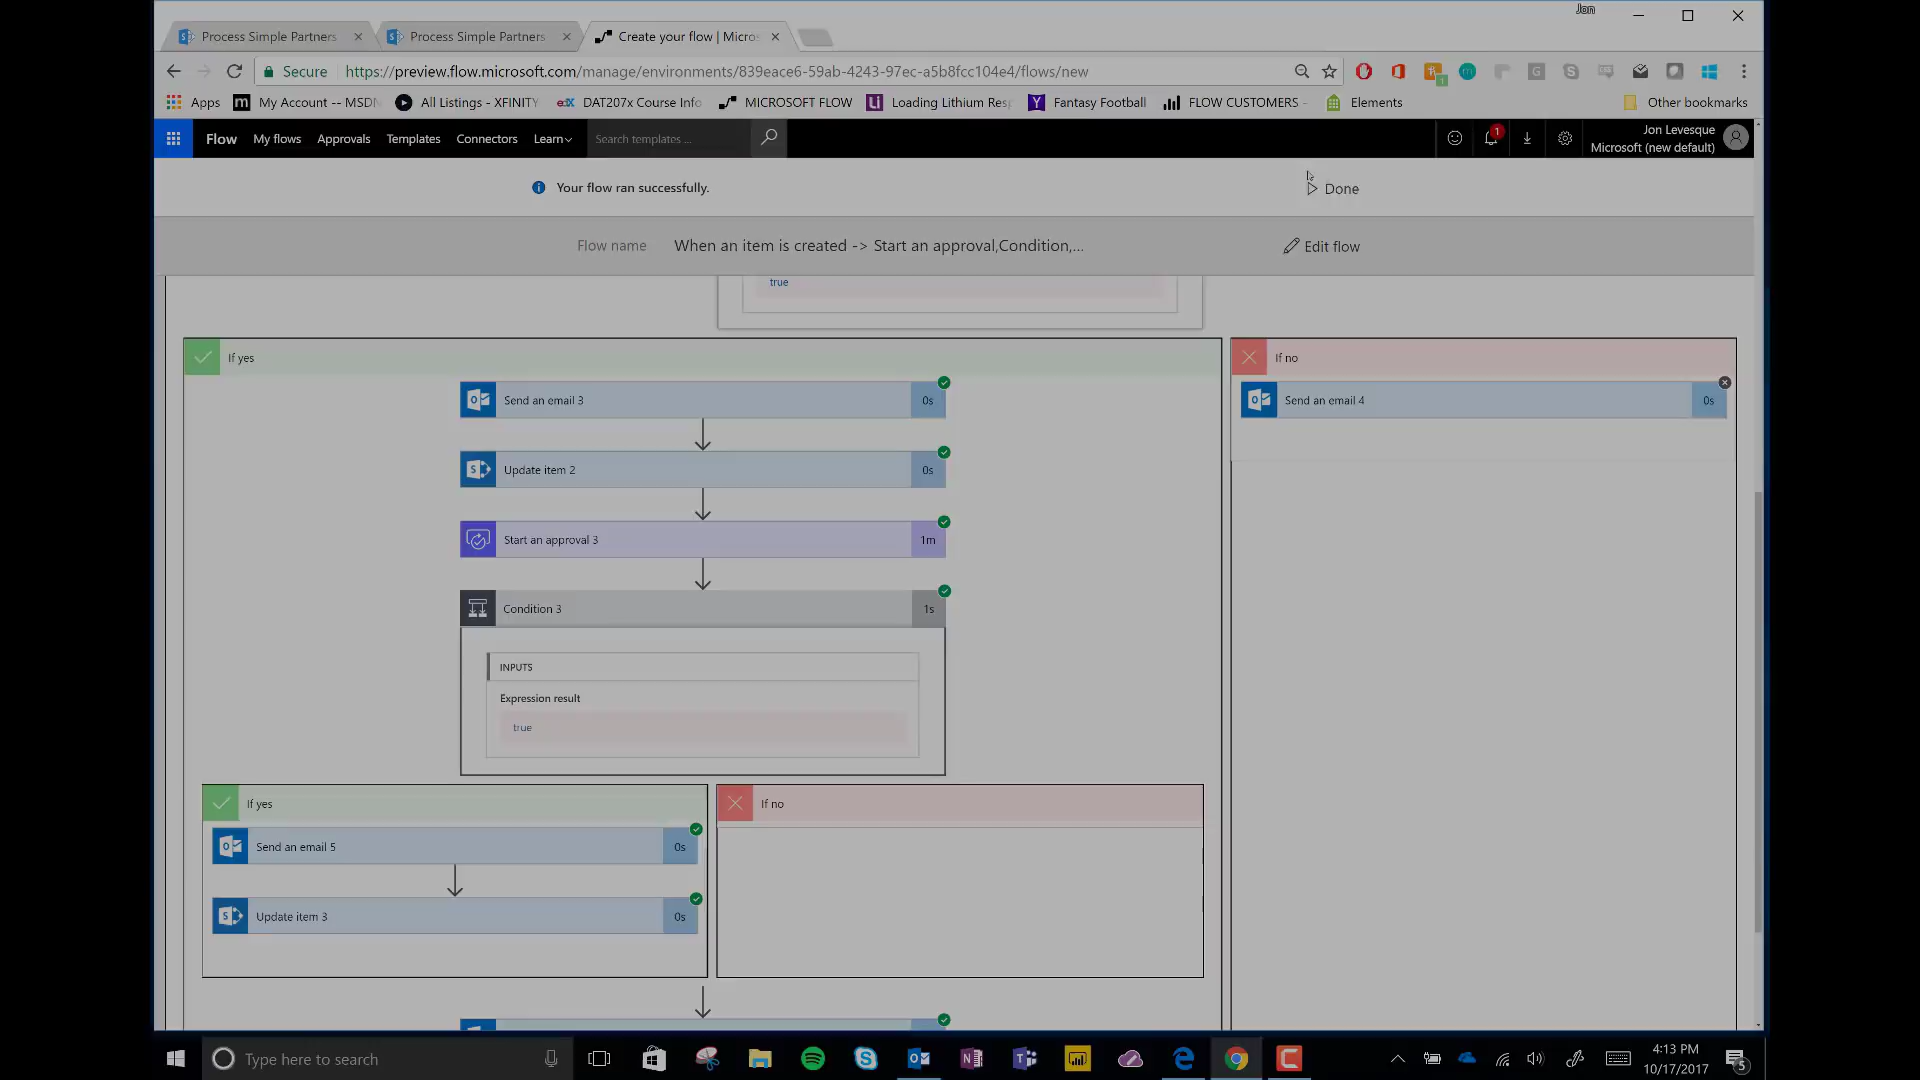 Jon
Process Simple Partners
Process Simple Partners
Create your flow | Micros
Secure
https://preview.flow.microsoft.com/manage/environments/839eace6-59ab-4243-97ec-a5b8fcc104e4/flows/new
Apps
My Account -- MSDN
All Listings - XFINITY
DAT207x Course Info
MICROSOFT FLOW
Loading Lithium Resp
Fantasy Football
FLOW CUSTOMERS -
Elements
Other bookmarks
Flow
My flows
Approvals
Templates
Connectors
Learn
Search templates ...
1
Jon Levesque
Microsoft (new default)
Your flow ran successfully.
Done
Flow name
When an item is created -> Start an approval,Condition,...
Edit flow
true
If yes
If no
Send an email 3
0s
Send an email 4
0s
Update item 2
0s
Start an approval 3
1m
Condition 3
1s
INPUTS
Expression result
true
If yes
If no
Send an email 5
0s
Update item 3
0s
Type here to search
4:13 PM
10/17/2017
5